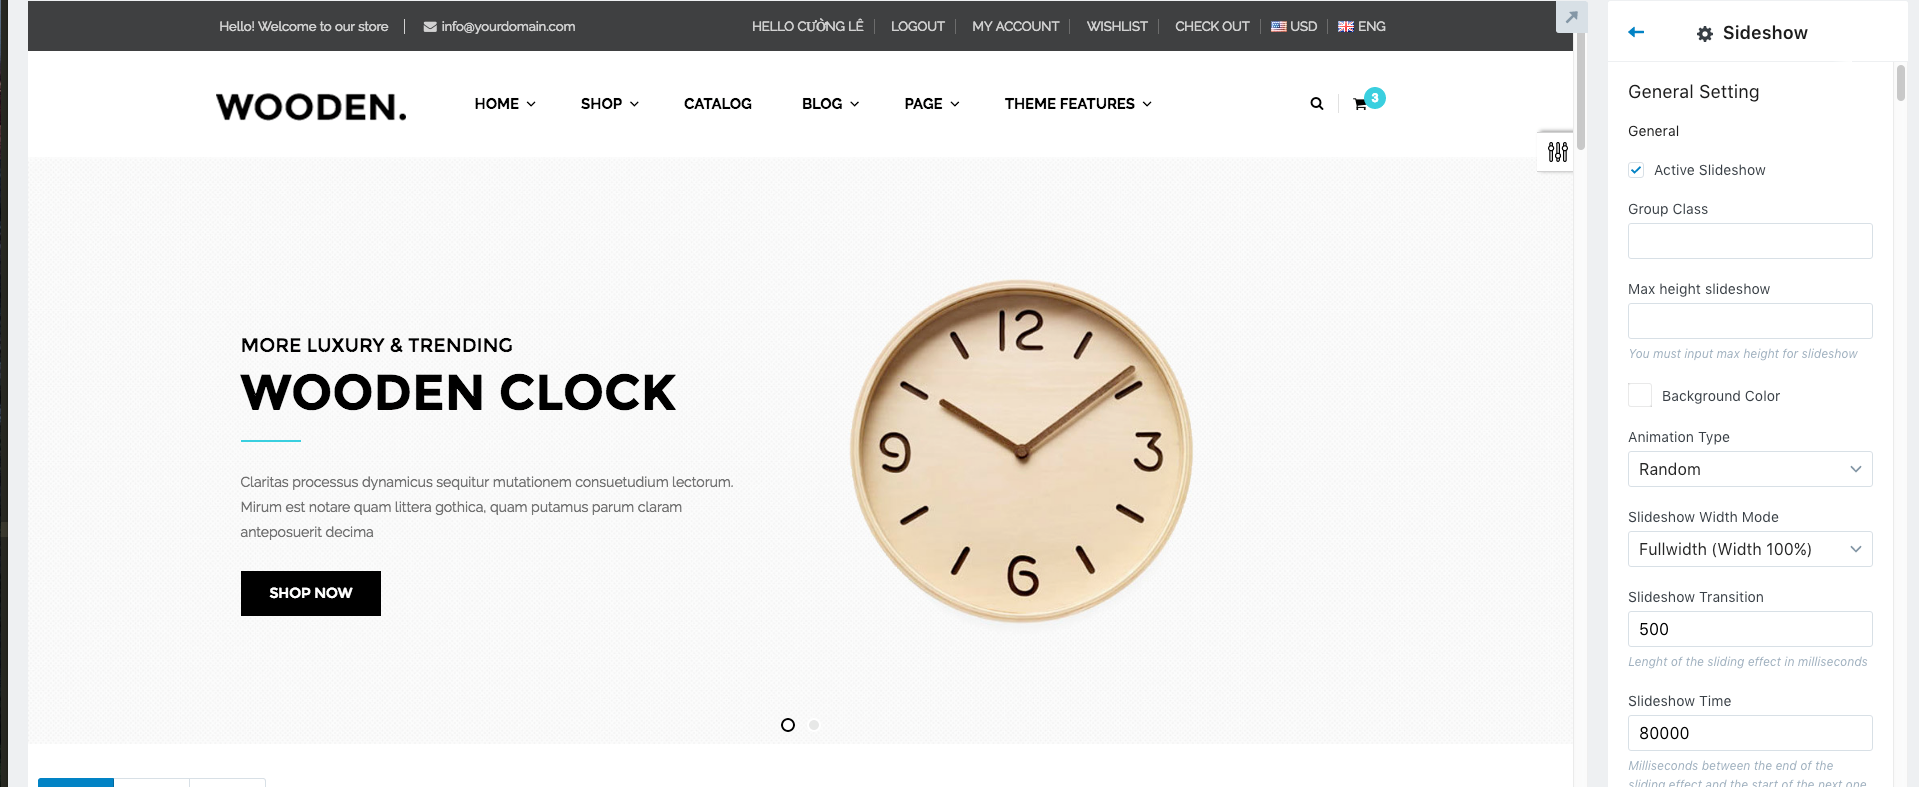 Hello! Welcome to our store
info@yourdomain.com
HELLO CƯỜNG LÊ
LOGOUT
MY ACCOUNT
WISHLIST
CHECK OUT
USD
ENG
WOODEN.
HOME
SHOP
CATALOG
BLOG
PAGE
THEME FEATURES
3
MORE LUXURY & TRENDING
WOODEN CLOCK
Claritas processus dynamicus sequitur mutationem consuetudium lectorum.
Mirum est notare quam littera gothica, quam putamus parum claram
anteposuerit decima
SHOP NOW
12
3
6
9
Sideshow
General Setting
General
Active Slideshow
Group Class
Max height slideshow
You must input max height for slideshow
Background Color
Animation Type
Random
Slideshow Width Mode
Fullwidth (Width 100%)
Slideshow Transition
500
Lenght of the sliding effect in milliseconds
Slideshow Time
80000
Milliseconds between the end of the
sliding effect and the start of the next one